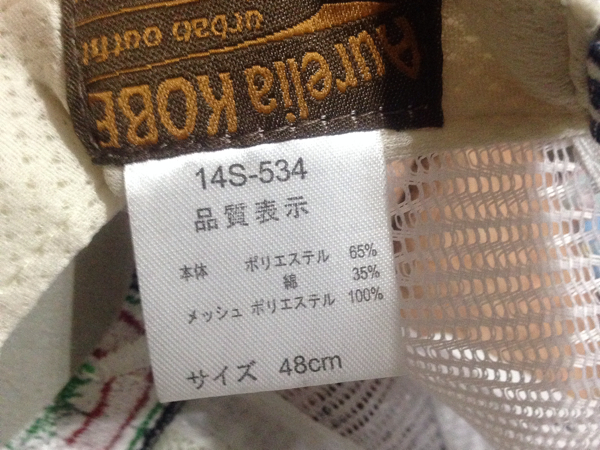 Aurelia KOBE
urban outfit
14S-534
品質表示
本体 ポリエステル 65%
綿 35%
メッシュ ポリエステル 100%
サイズ 48cm